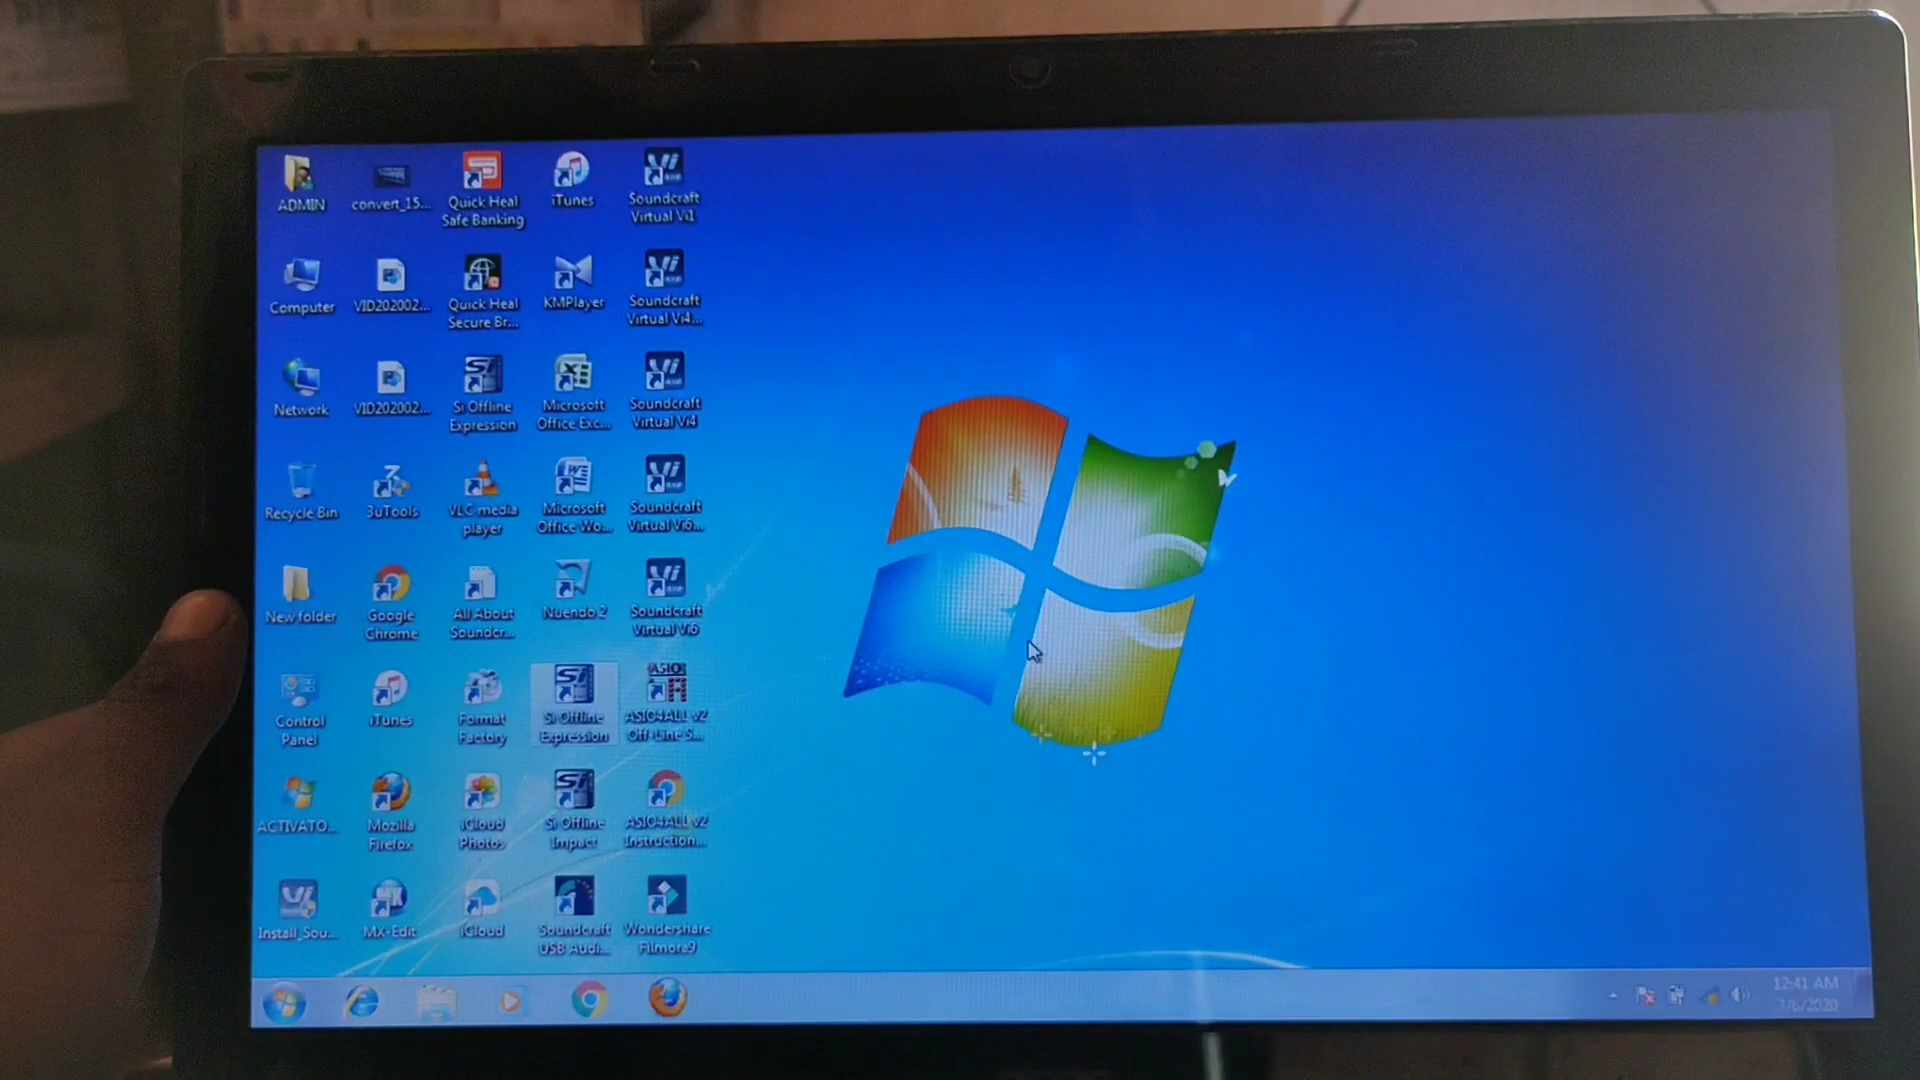 ADMIN
convert_15...
Quick Heal
Safe Banking
iTunes
Soundcraft
Virtual Vi1
Computer
VID202002...
Quick Heal
Secure Br...
KMPlayer
Soundcraft
Virtual Vi4...
Network
VID202002...
Si Offline
Expression
Microsoft
Office Exc...
Soundcraft
Virtual Vi4
Recycle Bin
3uTools
VLC media
player
Microsoft
Office Wo...
Soundcraft
Virtual Vi6...
New folder
Google
Chrome
All About
Soundcr...
Nuendo 2
Soundcraft
Virtual Vi6
Control
Panel
iTunes
Format
Factory
Si Offline
Expression
ASIO4ALL v2
Off-Line S...
ACTIVATO...
Mozilla
Firefox
iCloud
Photos
Si Offline
Impact
ASIO4ALL v2
Instruction...
Install_Sou...
MX-Edit
iCloud
Soundcraft
USB Audi...
Wondershare
Filmora9
12:41 AM
3/6/2020